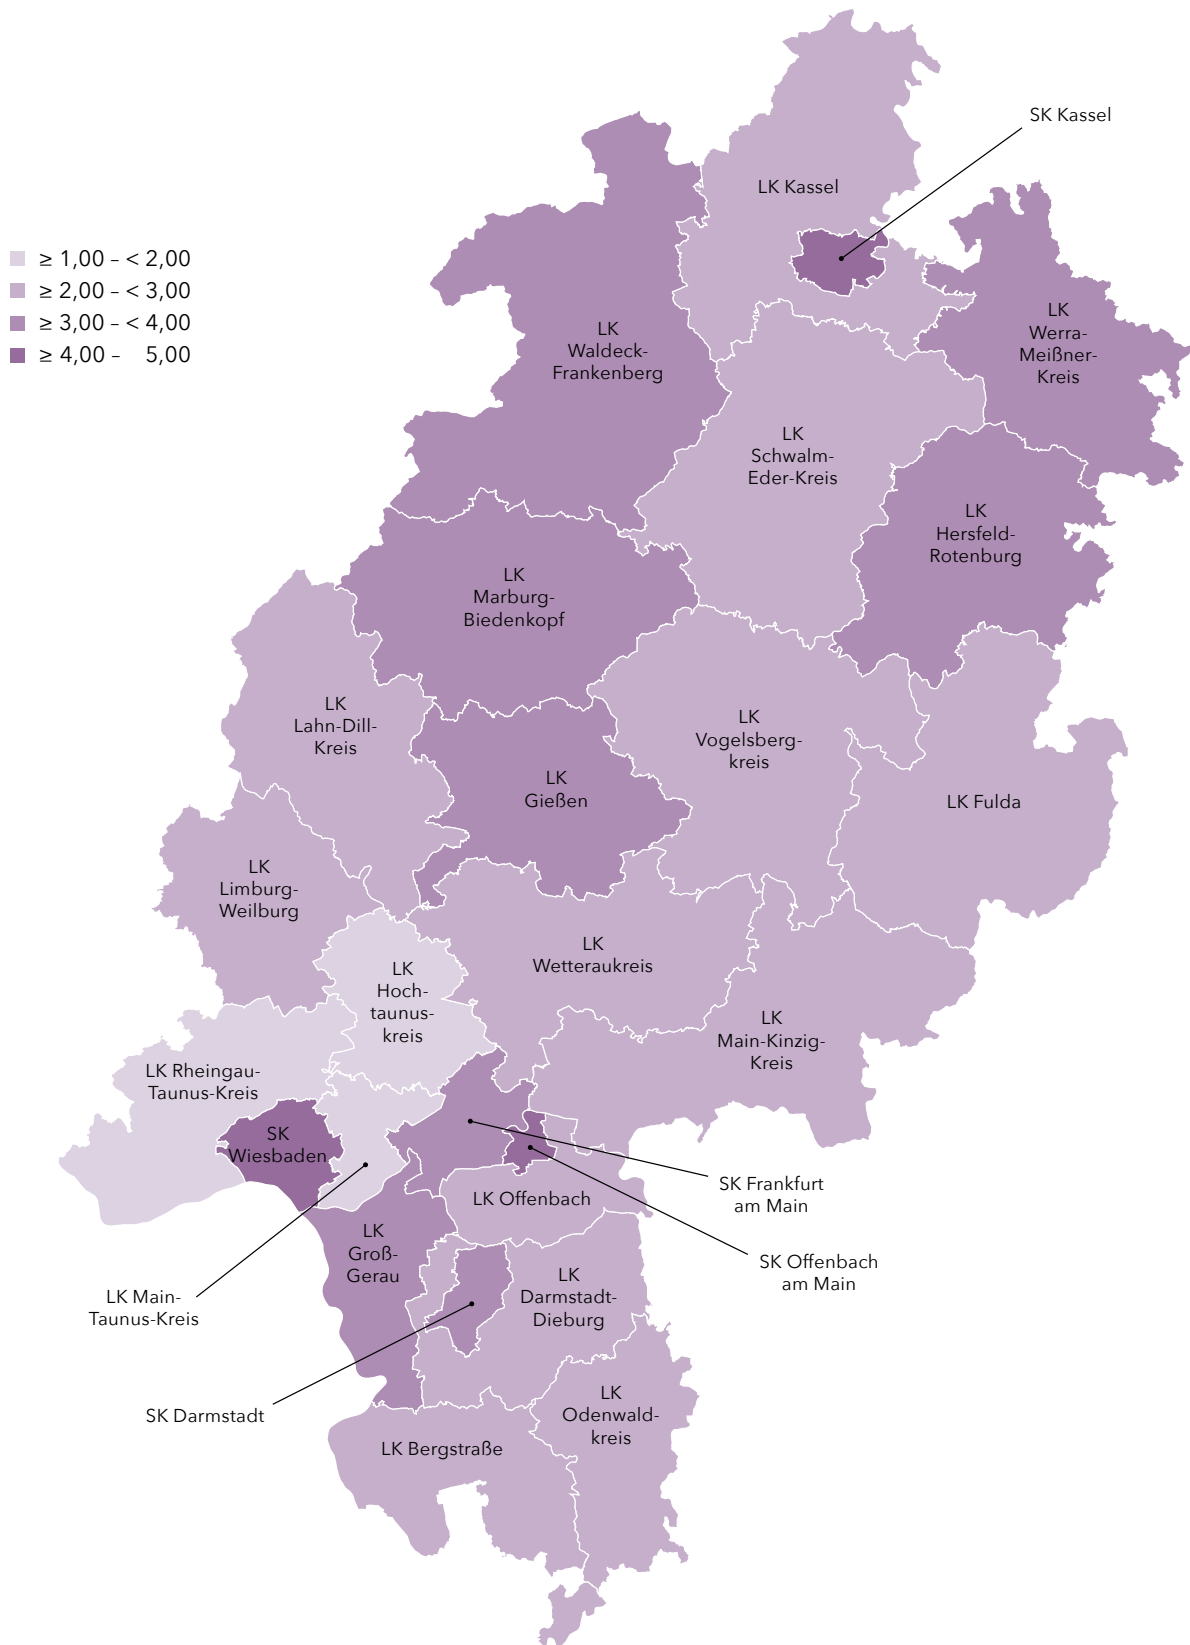 SK Kassel
LK Kassel
≥ 1,00 – < 2,00
≥ 2,00 – < 3,00
≥ 3,00 – < 4,00
≥ 4,00 – 5,00
LK
Waldeck-
Frankenberg
LK
Werra-
Meißner-
Kreis
LK
Schwalm-
Eder-Kreis
LK
Hersfeld-
Rotenburg
LK
Marburg-
Biedenkopf
LK
Lahn-Dill-
Kreis
LK
Vogelsberg-
kreis
LK
Gießen
LK Fulda
LK
Limburg-
Weilburg
LK
Wetteraukreis
LK
Hoch-
taunus-
kreis
LK
Main-Kinzig-
Kreis
LK Rheingau-
Taunus-Kreis
SK
Wiesbaden
SK Frankfurt
am Main
LK Offenbach
LK
Groß-
Gerau
SK Offenbach
am Main
LK Main-
Taunus-Kreis
LK
Darmstadt-
Dieburg
SK Darmstadt
LK
Odenwald-
kreis
LK Bergstraße